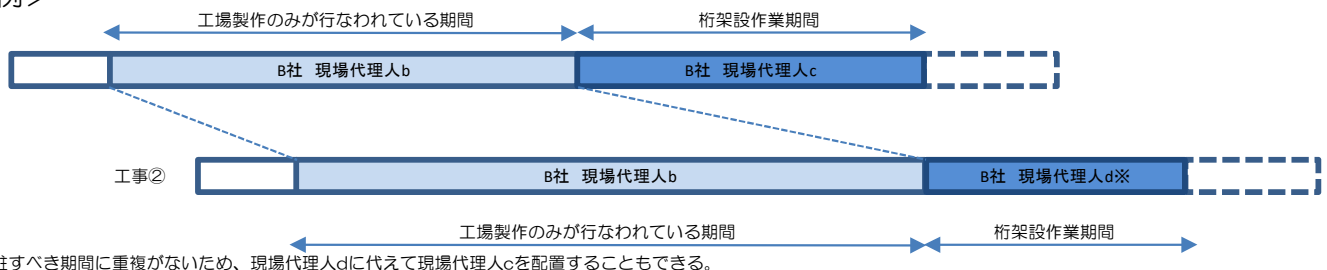 工場製作のみが行なわれている期間 桁架設作業期間
B社 現場代理人b B社 現場代理人c
工事② B社 現場代理人b B社 現場代理人d※
工場製作のみが行なわれている期間 桁架設作業期間
すべき期間に重複がないため、現場代理人dに代えて現場代理人cを配置することもできる。